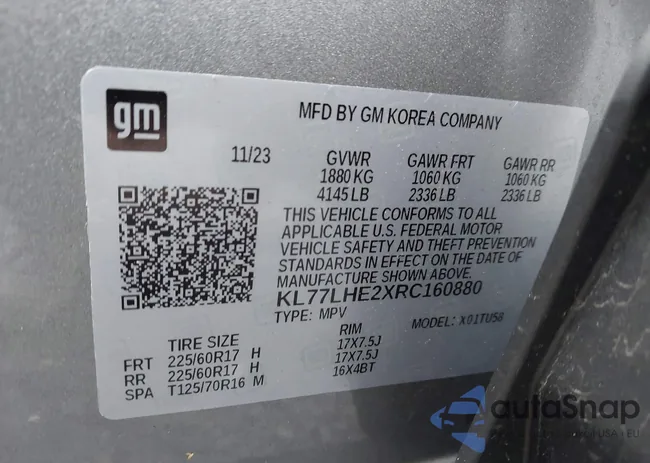 gm
MFD BY GM KOREA COMPANY
11/23 GVWR GAWR FRT GAWR RR
1880 KG 1060 KG 1060 KG
4145 LB 2336 LB 2336 LB
THIS VEHICLE CONFORMS TO ALL
APPLICABLE U.S. FEDERAL MOTOR
VEHICLE SAFETY AND THEFT PREVENTION
STANDARDS IN EFFECT ON THE DATE OF
MANUFACTURE SHOWN ABOVE.
KL77LHE2XRC160880
TYPE: MPV MODEL: X01TU58
TIRE SIZE RIM
FRT 225/60R17 H 17X7.5J
RR 225/60R17 H 17X7.5J
SPA T125/70R16 M 16X4BT
autoSnap
USA | EU